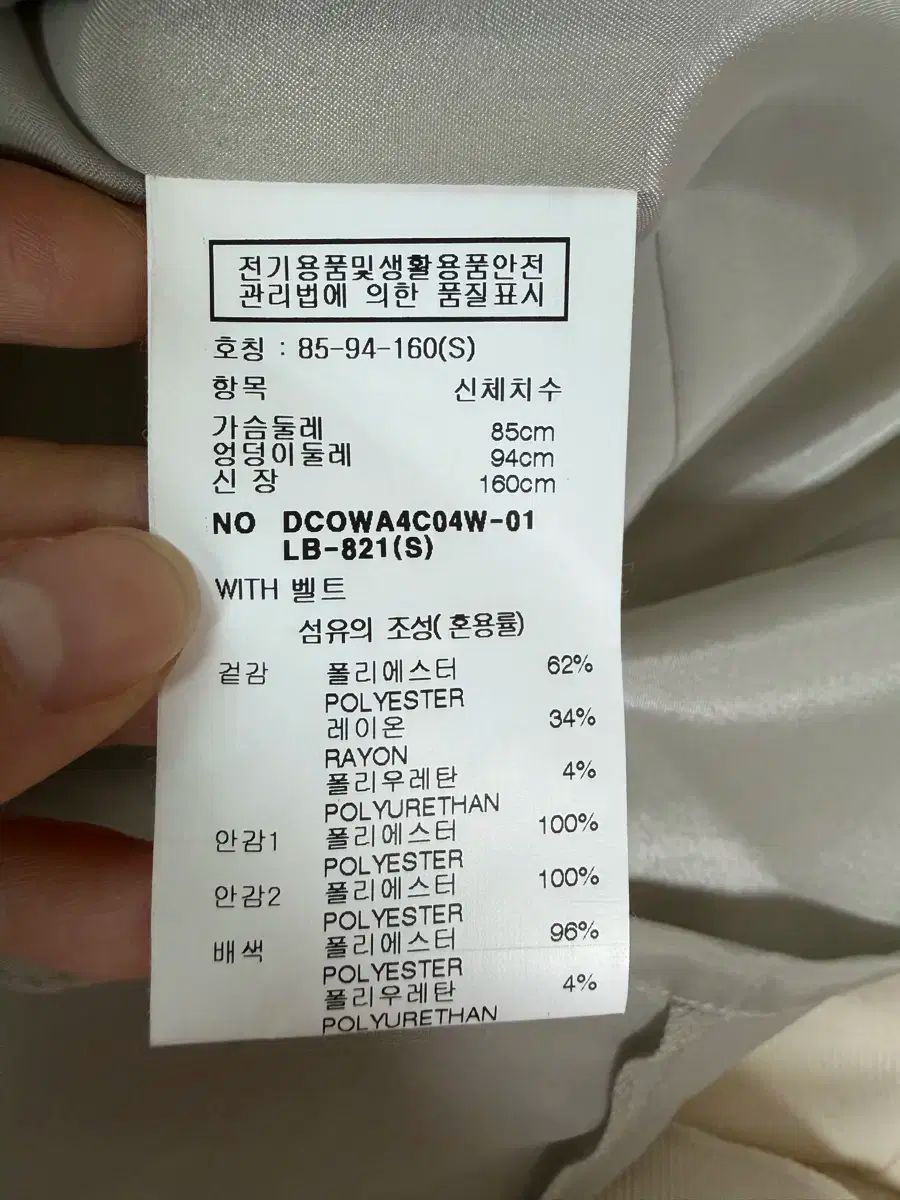 전기용품및생활용품안전
관리법에 의한 품질표시
호칭 : 85-94-160(S)
항목 신체치수
가슴둘레 85cm
엉덩이둘레 94cm
신 장 160cm
NO DCOWA4C04W-01
LB-821(S)
WITH 벨트
섬유의 조성(혼용률)
겉감 폴리에스터 62%
POLYESTER
레이온 34%
RAYON
폴리우레탄 4%
POLYURETHAN
안감1 폴리에스터 100%
POLYESTER
안감2 폴리에스터 100%
POLYESTER
배색 폴리에스터 96%
POLYESTER
폴리우레탄 4%
POLYURETHAN